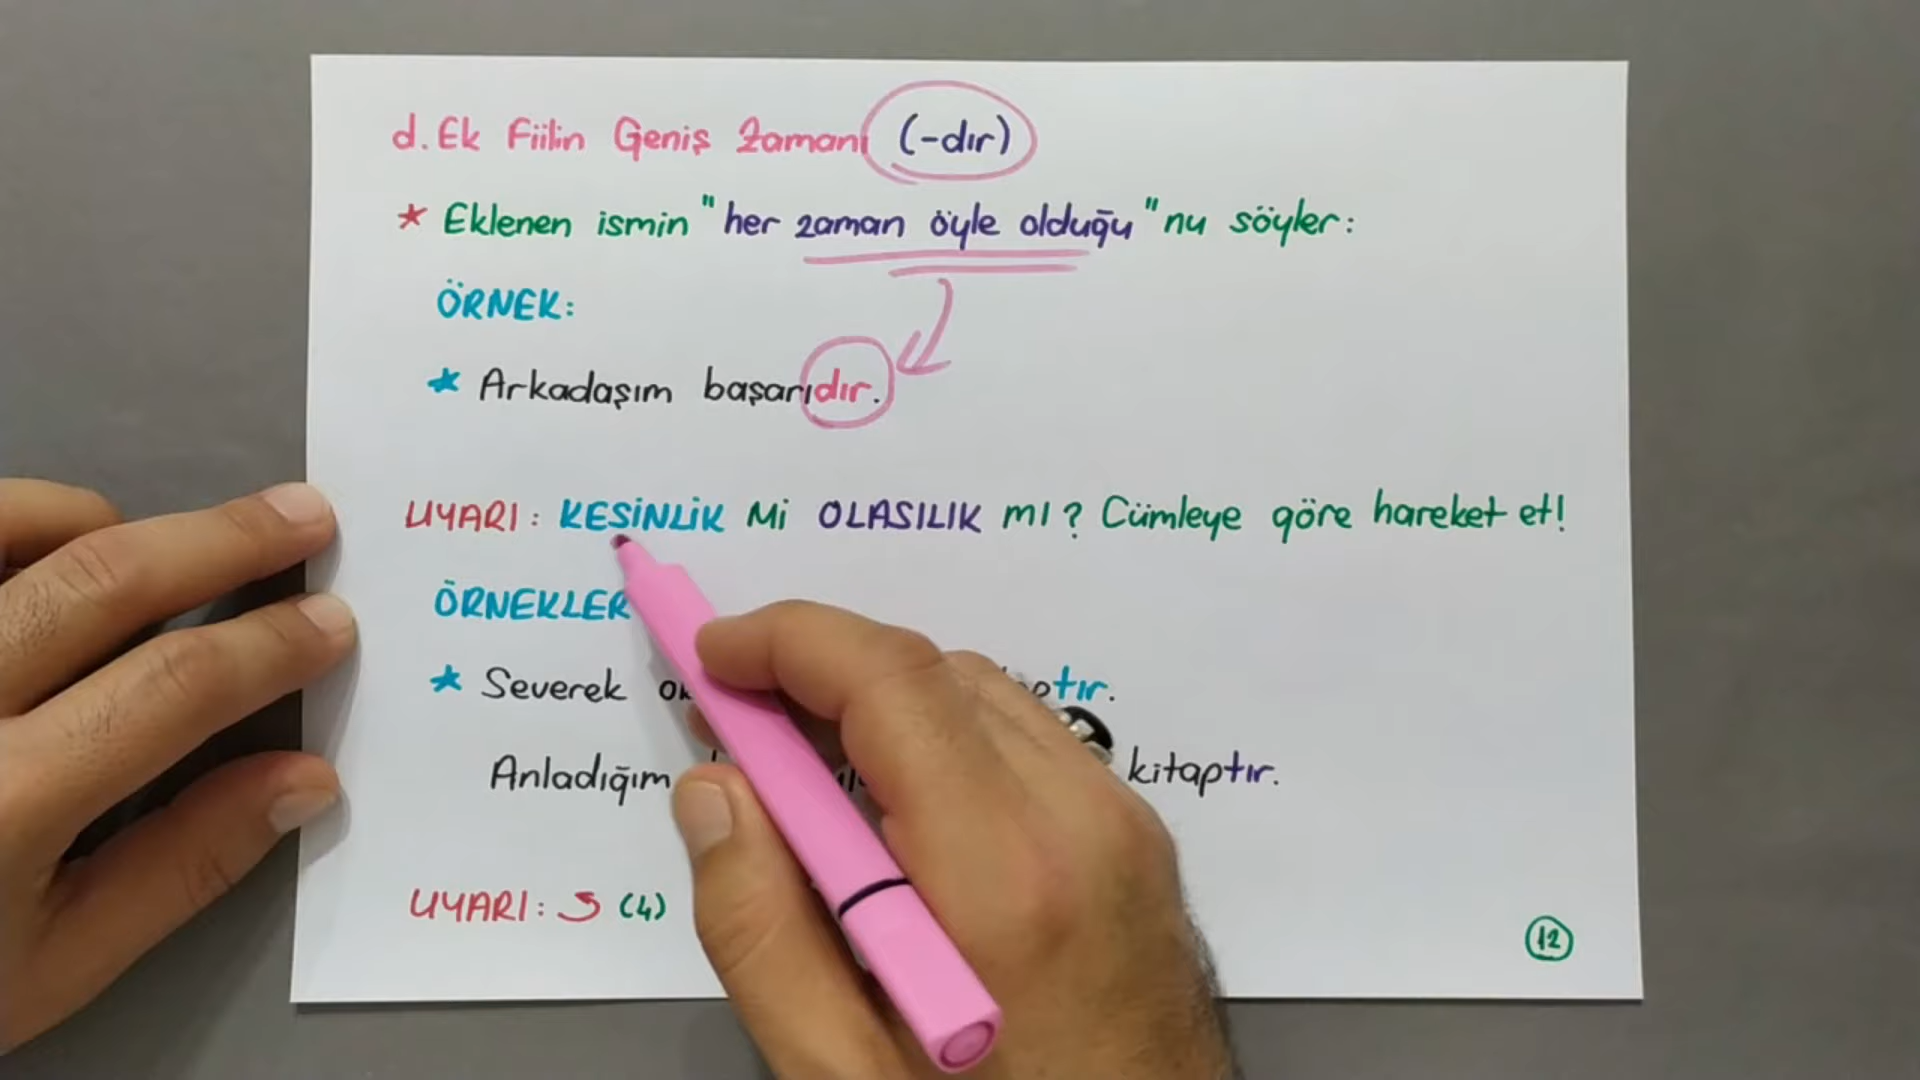 d. Ek Fiilin Geniş Zamanı (-dır)
* Eklenen ismin "her zaman öyle olduğu"nu söyler:
ÖRNEK:
* Arkadaşım başarıdır.
UYARI: KESİNLİK Mİ OLASILIK MI? Cümleye göre hareket et!
ÖRNEKLER
* Severek
Anladığım kitaptır.
UYARI: (4)
12